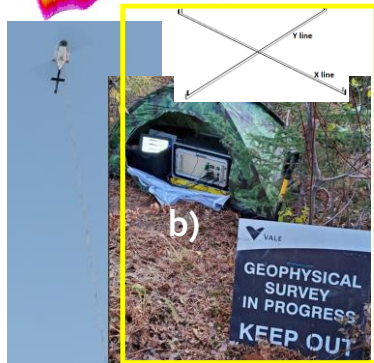 Y line
X line
b)
VALE
GEOPHYSICAL
SURVEY
IN PROGRESS
KEEP OUT